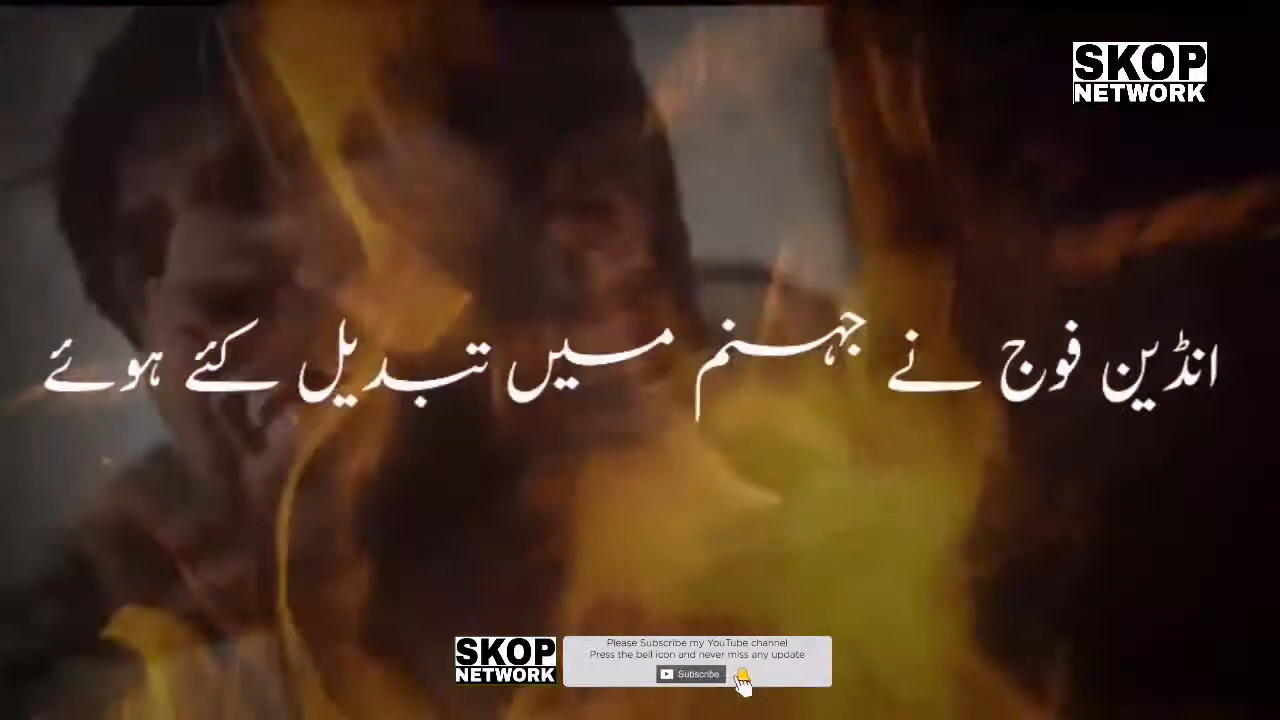 SKOP
NETWORK
انڈین فوج نے جہنم میں تبدیل کئے ہوئے
SKOP
NETWORK
Please Subscribe my YouTube channel
Press the bell icon and never miss any update
Subscribe